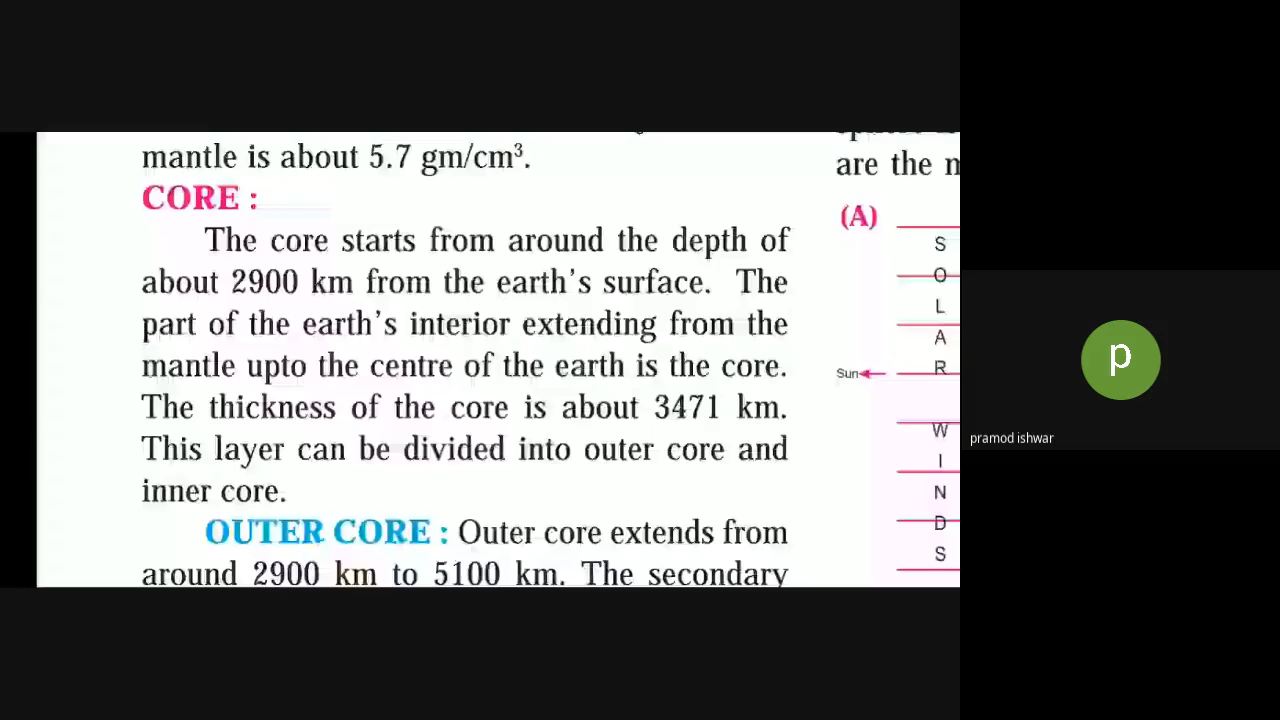 mantle is about 5.7 gm/cm³.
CORE :
The core starts from around the depth of
about 2900 km from the earth's surface. The
part of the earth's interior extending from the
mantle upto the centre of the earth is the core.
The thickness of the core is about 3471 km.
This layer can be divided into outer core and
inner core.
OUTER CORE : Outer core extends from
around 2900 km to 5100 km. The secondary
are the
(A)
S
O
L
A
Sun R
W
I
N
D
S
p
pramod ishwar